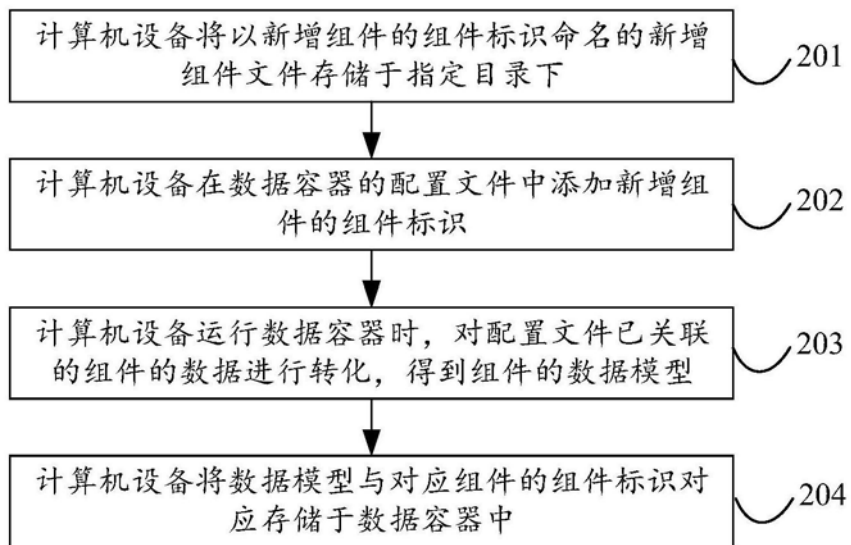 计算机设备将以新增组件的组件标识命名的新增
组件文件存储于指定目录下
201
计算机设备在数据容器的配置文件中添加新增组
件的组件标识
202
计算机设备运行数据容器时，对配置文件已关联
的组件的数据进行转化，得到组件的数据模型
203
计算机设备将数据模型与对应组件的组件标识对
应存储于数据容器中
204